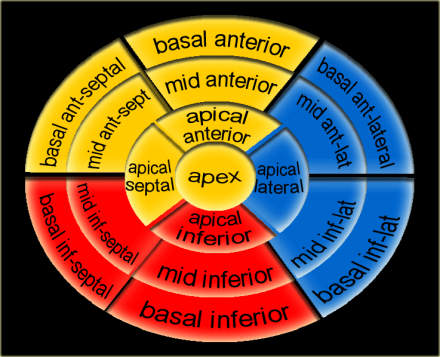 basal anterior
mid anterior
apical
anterior
basal ant-septal
mid ant-sept
basal ant-lateral
mid ant-lat
apical
septal
apex
apical
lateral
apical
inferior
mid inf-septal
basal inf-septal
mid inf-lat
basal inf-lat
mid inferior
basal inferior